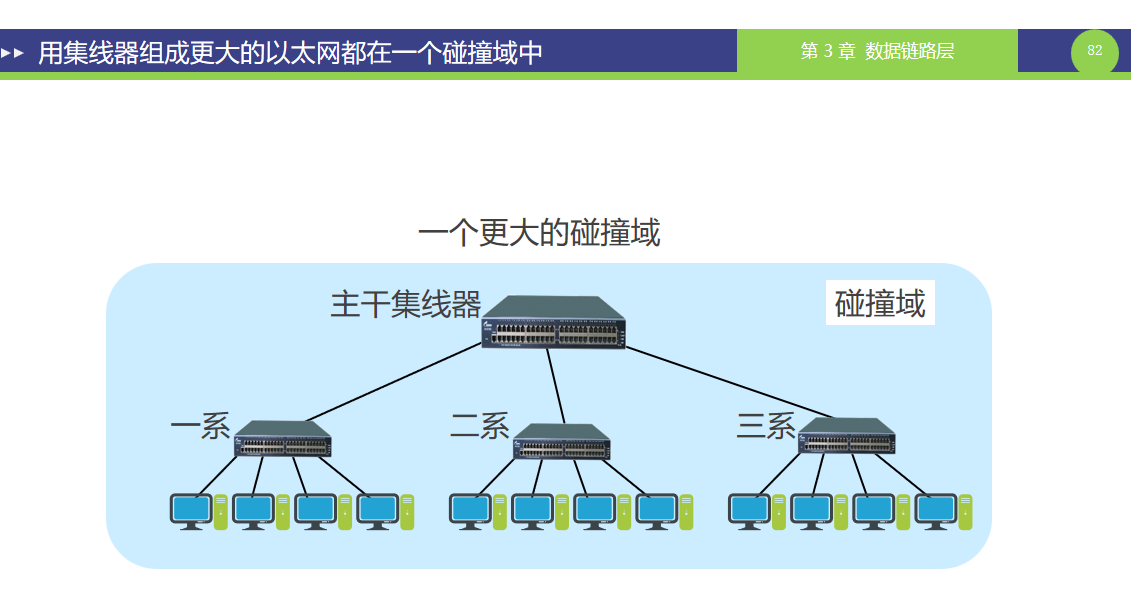 用集线器组成更大的以太网都在一个碰撞域中
第 3 章 数据链路层
82
一个更大的碰撞域
主干集线器
碰撞域
一系
二系
三系